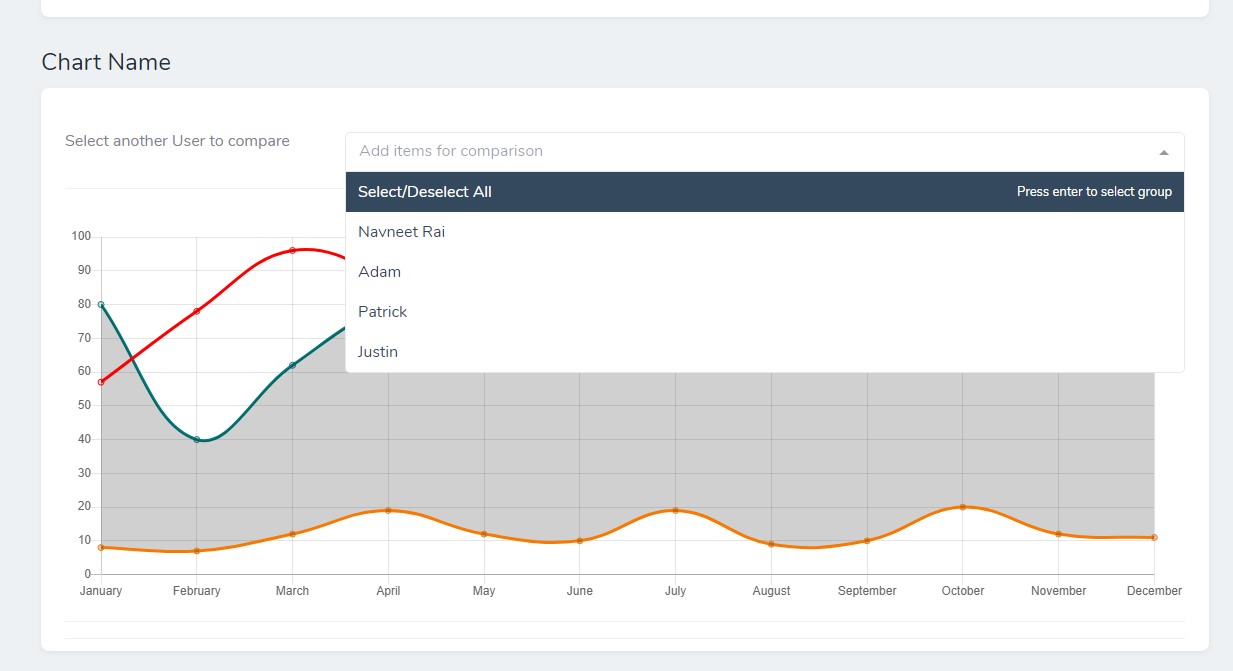 Chart Name
Select another User to compare
Add items for comparison
Select/Deselect All Press enter to select group
Navneet Rai
Adam
Patrick
Justin
100
90
80
70
60
50
40
30
20
10
0
January February March April May June July August September October November December